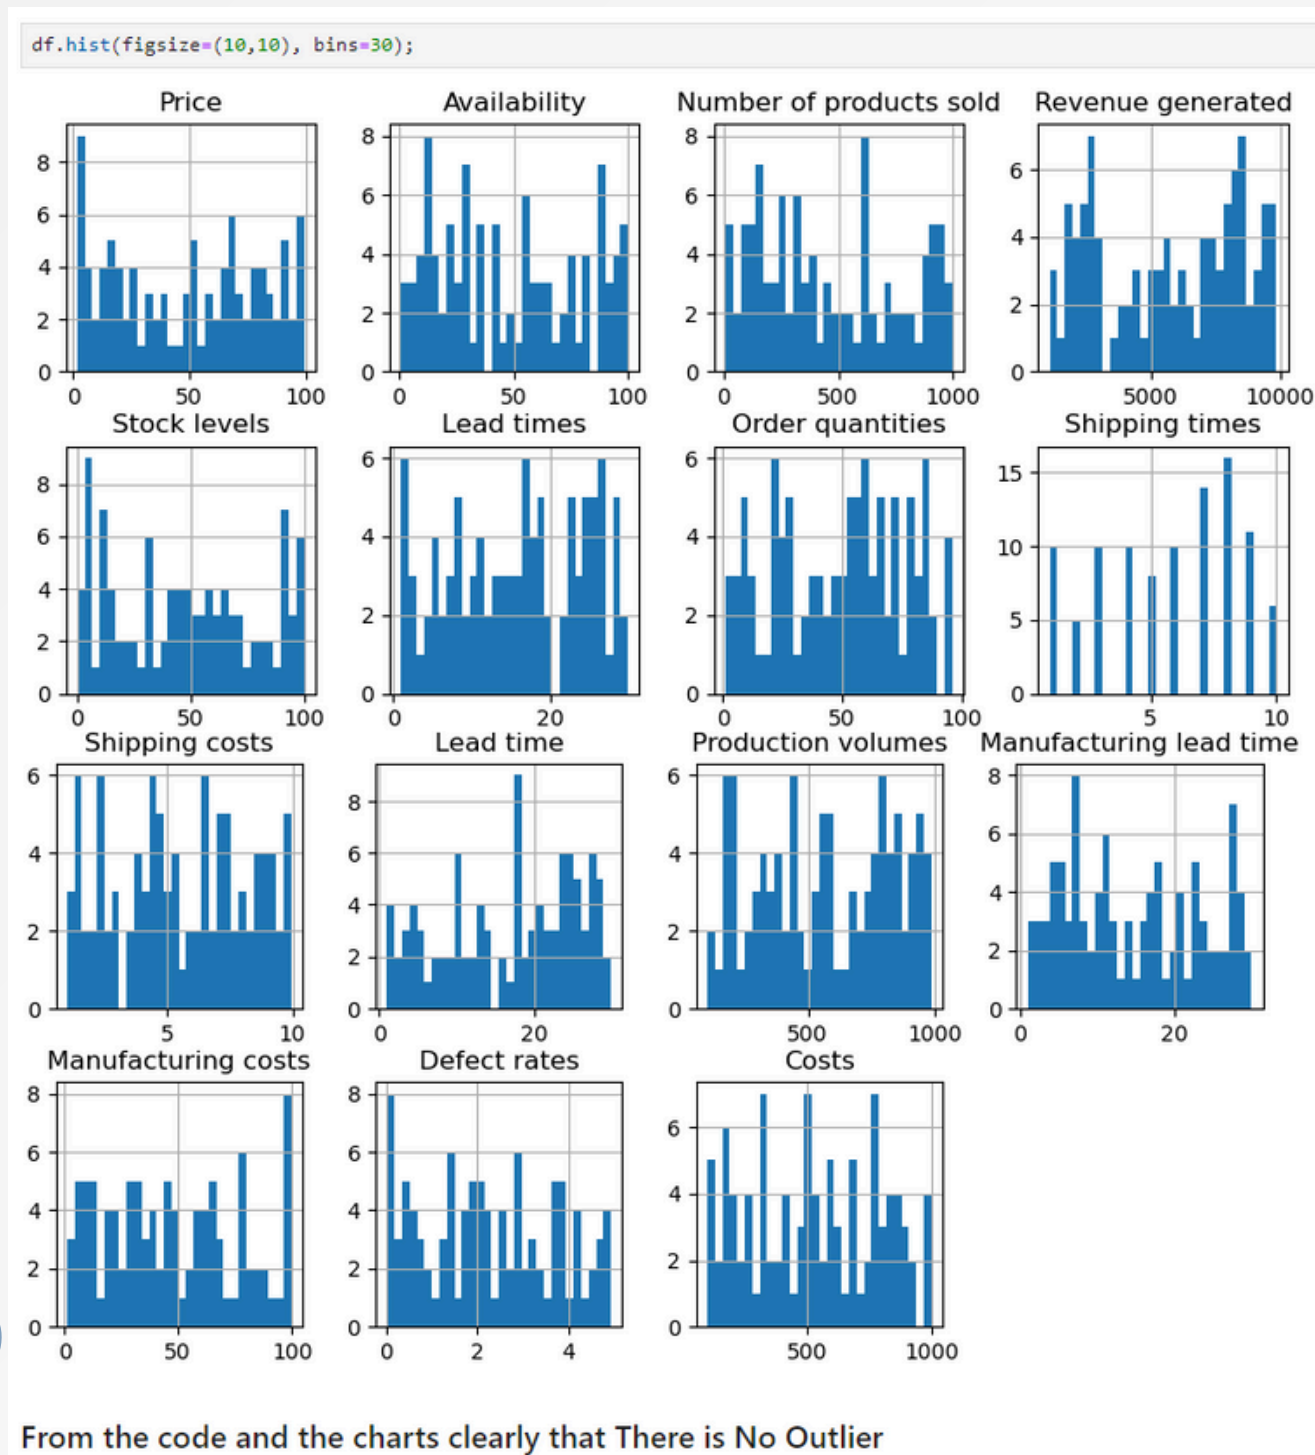 df.hist(figsize=(10,10), bins=30);
Price Availability Number of products sold Revenue generated
8 6 4 2 0
0 50 100
8 6 4 2 0
0 50 100
8 6 4 2 0
0 500 1000
6 4 2 0
5000 10000
Stock levels Lead times Order quantities Shipping times
8 6 4 2 0
0 50 100
6 4 2 0
0 20
6 4 2 0
0 50 100
15 10 5 0
5 10
Shipping costs Lead time Production volumes Manufacturing lead time
6 4 2 0
5 10
8 6 4 2 0
0 20
6 4 2 0
500 1000
8 6 4 2 0
0 20
Manufacturing costs Defect rates Costs
8 6 4 2 0
0 50 100
8 6 4 2 0
0 2 4
6 4 2 0
500 1000
From the code and the charts clearly that There is No Outlier